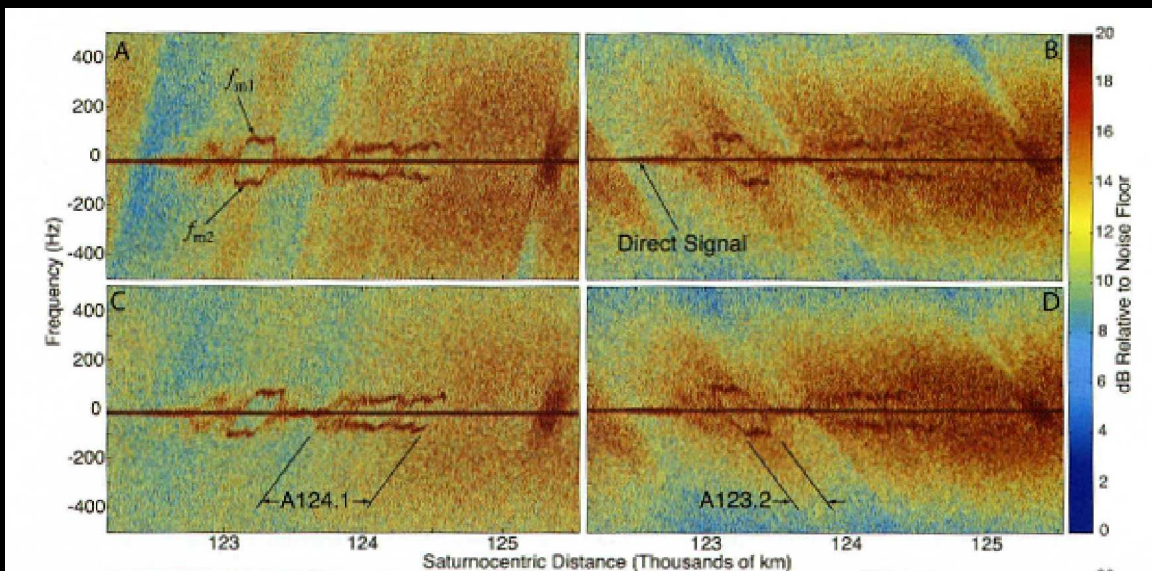 A
B
400
200
0
-200
-400
f_m1
f_m2
Direct Signal
Frequency (Hz)
C
D
400
200
0
-200
-400
A124.1
A123.2
123
124
125
123
124
125
Saturnocentric Distance (Thousands of km)
20
18
16
14
12
10
8
6
4
2
0
dB Relative to Noise Floor